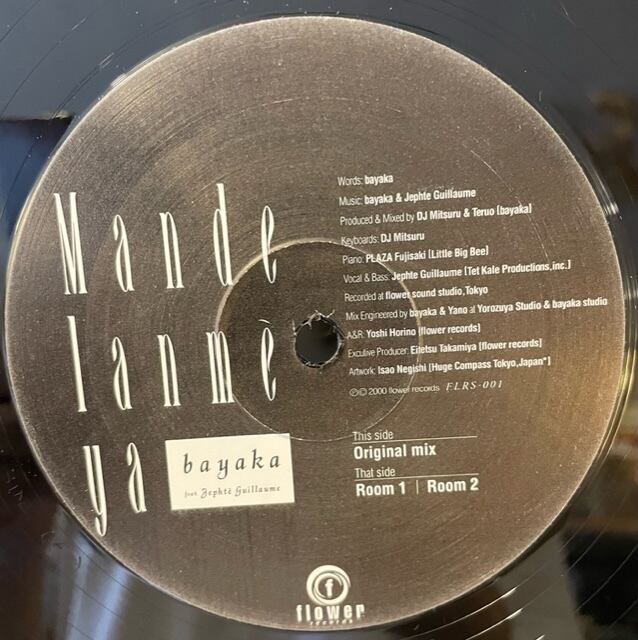 Mande
lanmè
ya
bayaka
feat. Jephté Guillaume
Words: bayaka
Music: bayaka & Jephte Guillaume
Produced & Mixed by DJ Mitsuru & Teruo [bayaka]
Keyboards: DJ Mitsuru
Piano: PLAZA Fujisaki [Little Big Bee]
Vocal & Bass: Jephte Guillaume [Tet Kale Productions,inc.]
Recorded at flower sound studio,Tokyo
Mix Engineered by bayaka & Yano at Yorozuya Studio & bayaka studio
A&R: Yoshi Horino [flower records]
Exculive Producer: Eitetsu Takamiya [flower records]
Artwork: Isao Negishi [Huge Compass Tokyo,Japan*]
℗© 2000 flower records FLRS-001
This side
Original mix
That side
Room 1 | Room 2
f
flower
records